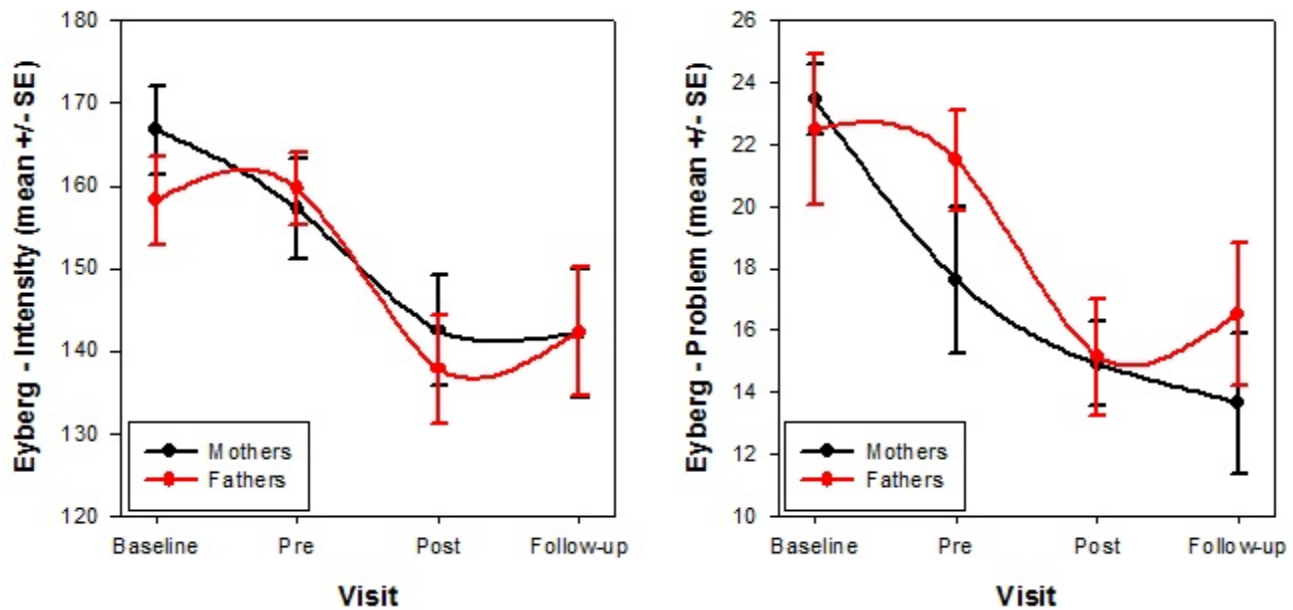 Eyberg - Intensity (mean +/- SE)
180
170
160
150
140
130
120
Mothers
Fathers
Baseline Pre Post Follow-up
Visit
Eyberg - Problem (mean +/- SE)
26
24
22
20
18
16
14
12
10
Mothers
Fathers
Baseline Pre Post Follow-up
Visit